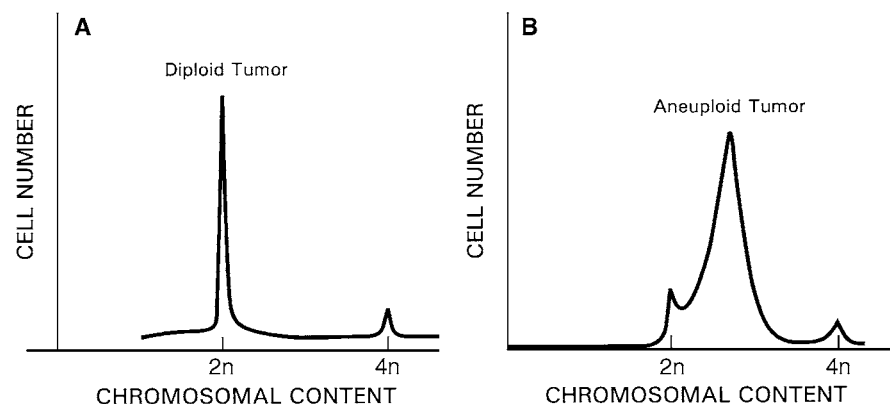 A
Diploid Tumor
CELL NUMBER
2n
4n
CHROMOSOMAL CONTENT
B
Aneuploid Tumor
CELL NUMBER
2n
4n
CHROMOSOMAL CONTENT